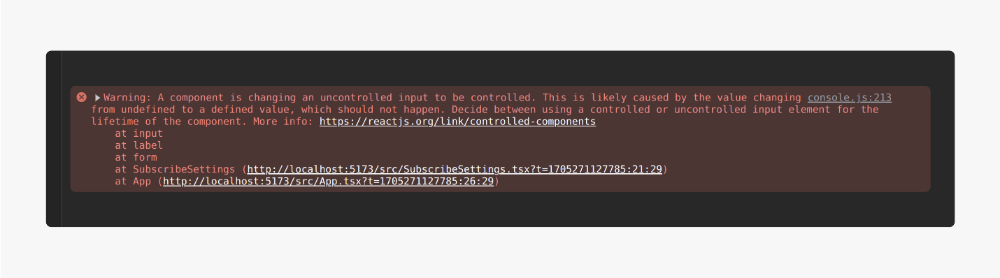 Warning: A component is changing an uncontrolled input to be controlled. This is likely caused by the value changing console.js:213
from undefined to a defined value, which should not happen. Decide between using a controlled or uncontrolled input element for the
lifetime of the component. More info: https://reactjs.org/link/controlled-components
at input
at label
at form
at SubscribeSettings (http://localhost:5173/src/SubscribeSettings.tsx?t=1705271127785:21:29)
at App (http://localhost:5173/src/App.tsx?t=1705271127785:26:29)